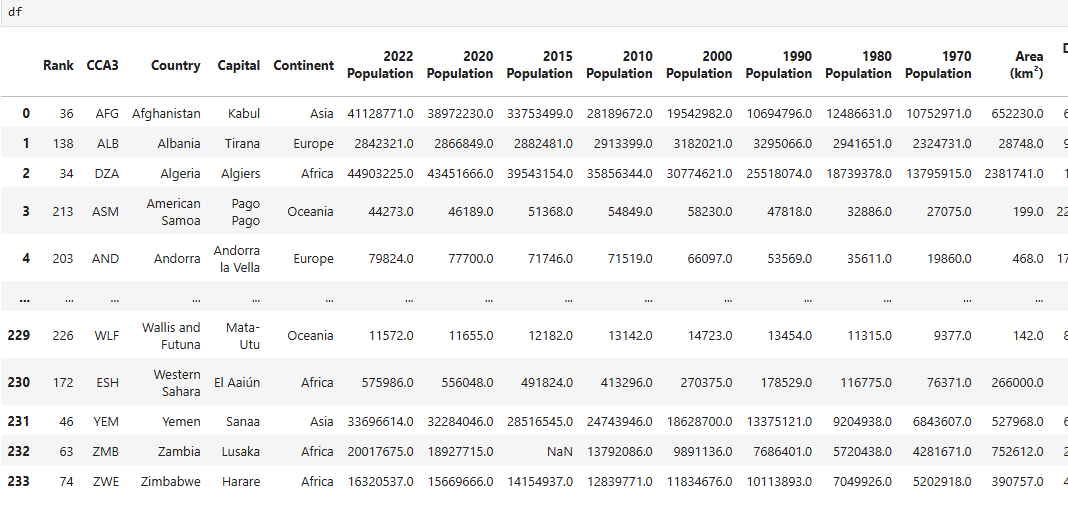 df
Rank CCA3 Country Capital Continent 2022 Population 2020 Population 2015 Population 2010 Population 2000 Population 1990 Population 1980 Population 1970 Population Area (km²) D
0 36 AFG Afghanistan Kabul Asia 41128771.0 38972230.0 33753499.0 28189672.0 19542982.0 10694796.0 12486631.0 10752971.0 652230.0 6
1 138 ALB Albania Tirana Europe 2842321.0 2866849.0 2882481.0 2913399.0 3182021.0 3295066.0 2941651.0 2324731.0 28748.0 9
2 34 DZA Algeria Algiers Africa 44903225.0 43451666.0 39543154.0 35856344.0 30774621.0 25518074.0 18739378.0 13795915.0 2381741.0 1
3 213 ASM American Samoa Pago Pago Oceania 44273.0 46189.0 51368.0 54849.0 58230.0 47818.0 32886.0 27075.0 199.0 22
4 203 AND Andorra Andorra la Vella Europe 79824.0 77700.0 71746.0 71519.0 66097.0 53569.0 35611.0 19860.0 468.0 17
... ... ... ... ... ... ... ... ... ... ... ... ... ... ...
229 226 WLF Wallis and Futuna Mata-Utu Oceania 11572.0 11655.0 12182.0 13142.0 14723.0 13454.0 11315.0 9377.0 142.0 8
230 172 ESH Western Sahara El Aaiún Africa 575986.0 556048.0 491824.0 413296.0 270375.0 178529.0 116775.0 76371.0 266000.0
231 46 YEM Yemen Sanaa Asia 33696614.0 32284046.0 28516545.0 24743946.0 18628700.0 13375121.0 9204938.0 6843607.0 527968.0 6
232 63 ZMB Zambia Lusaka Africa 20017675.0 18927715.0 NaN 13792086.0 9891136.0 7686401.0 5720438.0 4281671.0 752612.0 2
233 74 ZWE Zimbabwe Harare Africa 16320537.0 15669666.0 14154937.0 12839771.0 11834676.0 10113893.0 7049926.0 5202918.0 390757.0 4